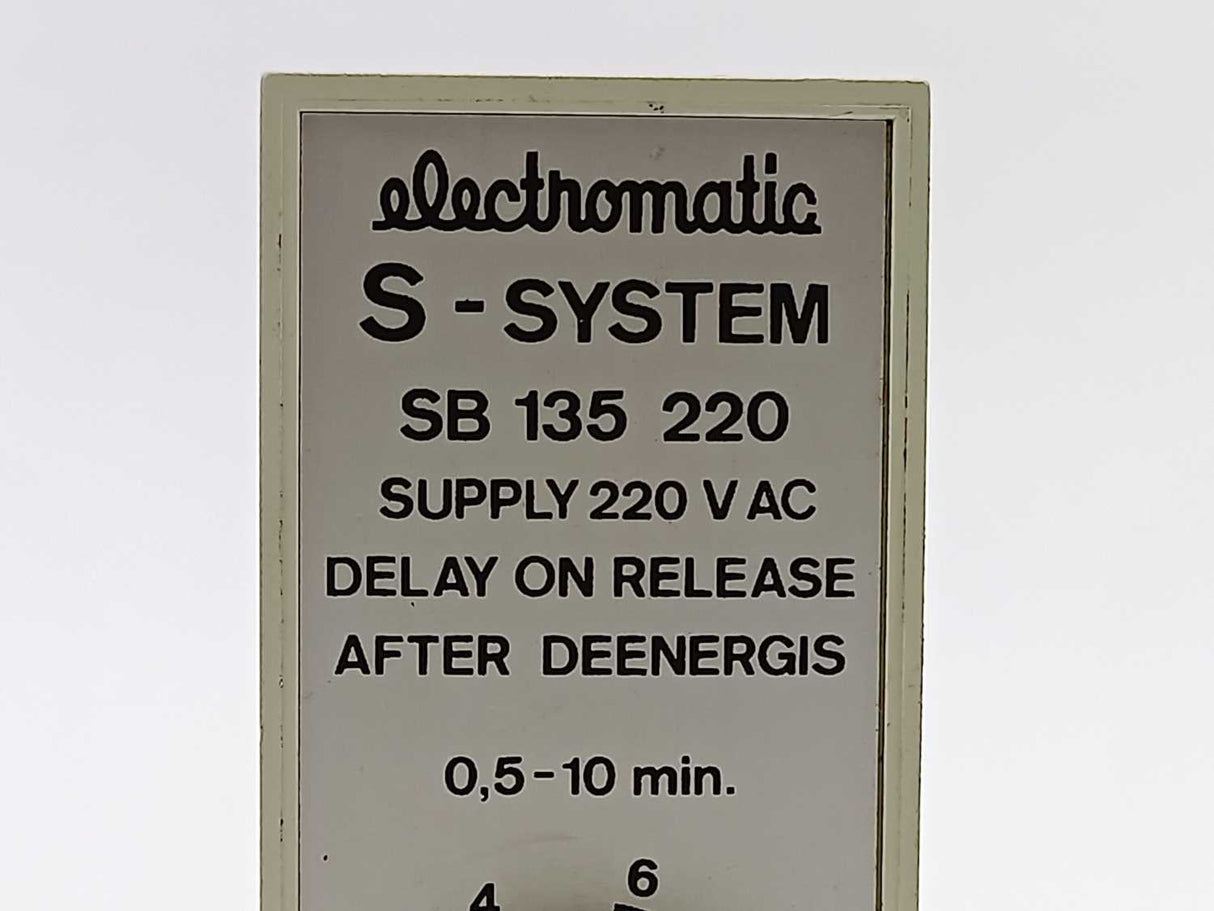 electromatic
S - SYSTEM
SB 135 220
SUPPLY 220 V AC
DELAY ON RELEASE
AFTER DEENERGIS
0,5-10 min.
6
4